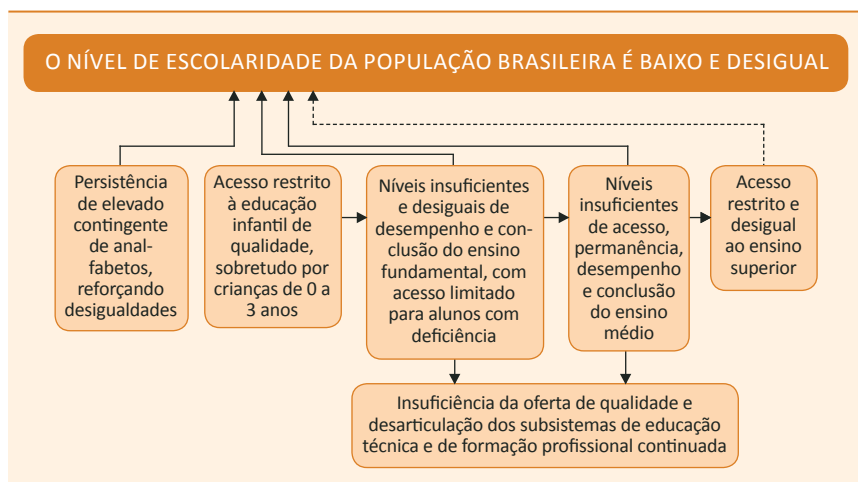 O NÍVEL DE ESCOLARIDADE DA POPULAÇÃO BRASILEIRA É BAIXO E DESIGUAL
Persistência
de elevado
contingente
de anal-
fabetos,
reforçando
desigualdades
Acesso restrito
à educação
infantil de
qualidade,
sobretudo por
crianças de 0 a
3 anos
Níveis insuficientes
e desiguais de
desempenho e con-
clusão do ensino
fundamental, com
acesso limitado
para alunos com
deficiência
Níveis
insuficientes
de acesso,
permanência,
desempenho
e conclusão
do ensino
médio
Acesso
restrito e
desigual
ao ensino
superior
Insuficiência da oferta de qualidade e
desarticulação dos subsistemas de educação
técnica e de formação profissional continuada